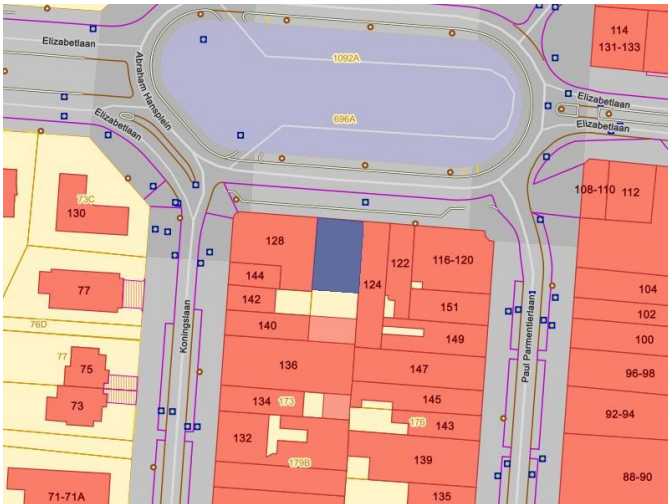 114
131-133
Elizabetlaan
Abraham Hansplein
1092A
696A
Elizabetlaan
Elizabetlaan
Elizabetlaan
73C
130
108-110
112
128
122
116-120
144
124
104
77
142
151
102
76D
140
149
100
Koningslaan
Paul Parmentierlaan
77
75
136
147
96-98
73
134
173
145
92-94
132
176
143
179B
139
88-90
71-71A
135